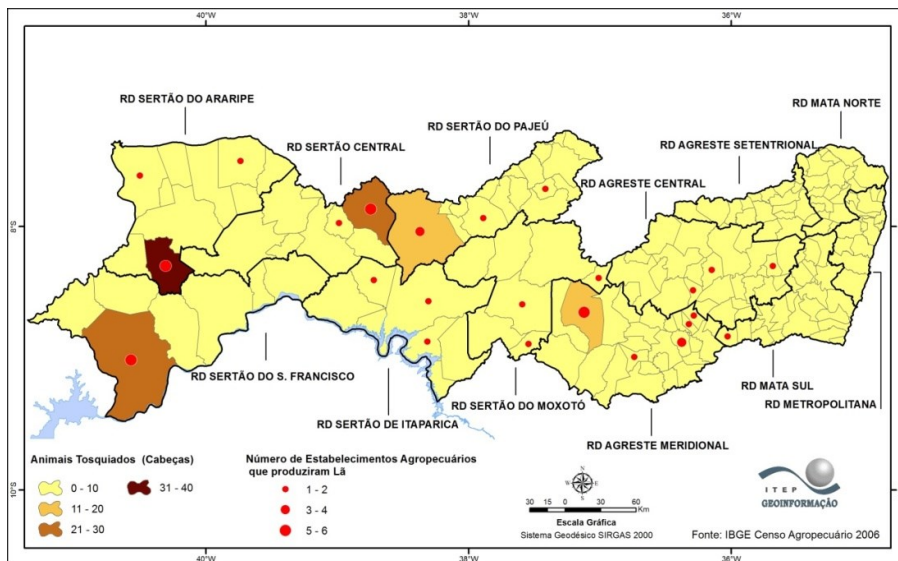 40°W
38°W
36°W
RD SERTÃO DO ARARIPE
RD MATA NORTE
RD SERTÃO DO PAJEÚ
RD SERTÃO CENTRAL
RD AGRESTE SETENTRIONAL
RD AGRESTE CENTRAL
8°S
8°S
RD SERTÃO DO S. FRANCISCO
RD MATA SUL
RD SERTÃO DO MOXOTÓ
RD METROPOLITANA
RD SERTÃO DE ITAPARICA
RD AGRESTE MERIDIONAL
Animais Tosquiados (Cabeças)
0 - 10
31 - 40
11 - 20
21 - 30
Número de Estabelecimentos Agropecuários
que produziram Lã
1 - 2
3 - 4
5 - 6
N
30 15 0 30 60
Km
Escala Gráfica
Sistema Geodésico SIRGAS 2000
ITEP
GEOINFORMAÇÃO
Fonte: IBGE Censo Agropecuário 2006
10°S
10°S
40°W
38°W
36°W